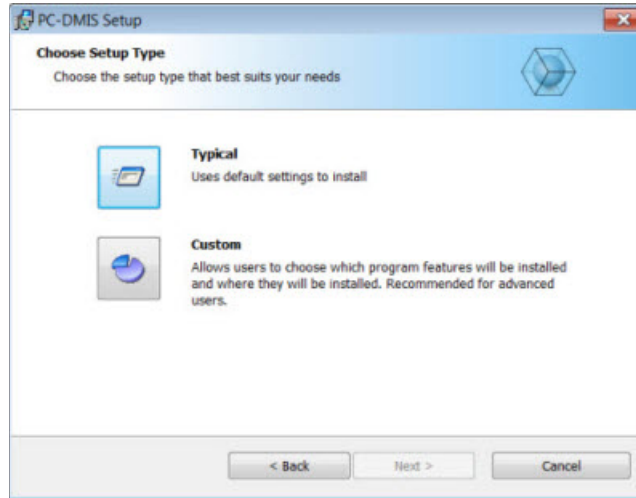 PC-DMIS Setup
Choose Setup Type
Choose the setup type that best suits your needs
Typical
Uses default settings to install
Custom
Allows users to choose which program features will be installed
and where they will be installed. Recommended for advanced
users.
< Back
Next >
Cancel